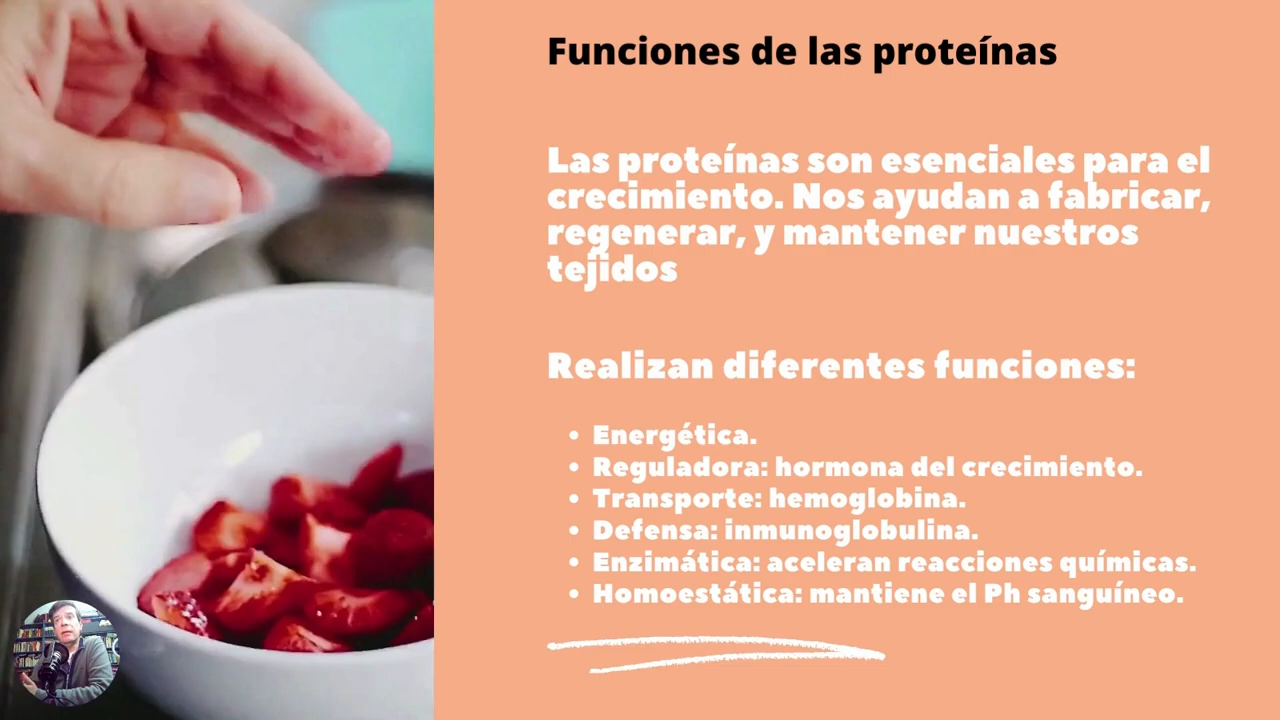 Funciones de las proteínas
Las proteínas son esenciales para el
crecimiento. Nos ayudan a fabricar,
regenerar, y mantener nuestros
tejidos
Realizan diferentes funciones:
• Energética.
• Reguladora: hormona del crecimiento.
• Transporte: hemoglobina.
• Defensa: inmunoglobulina.
• Enzimática: aceleran reacciones químicas.
• Homoestática: mantiene el Ph sanguíneo.